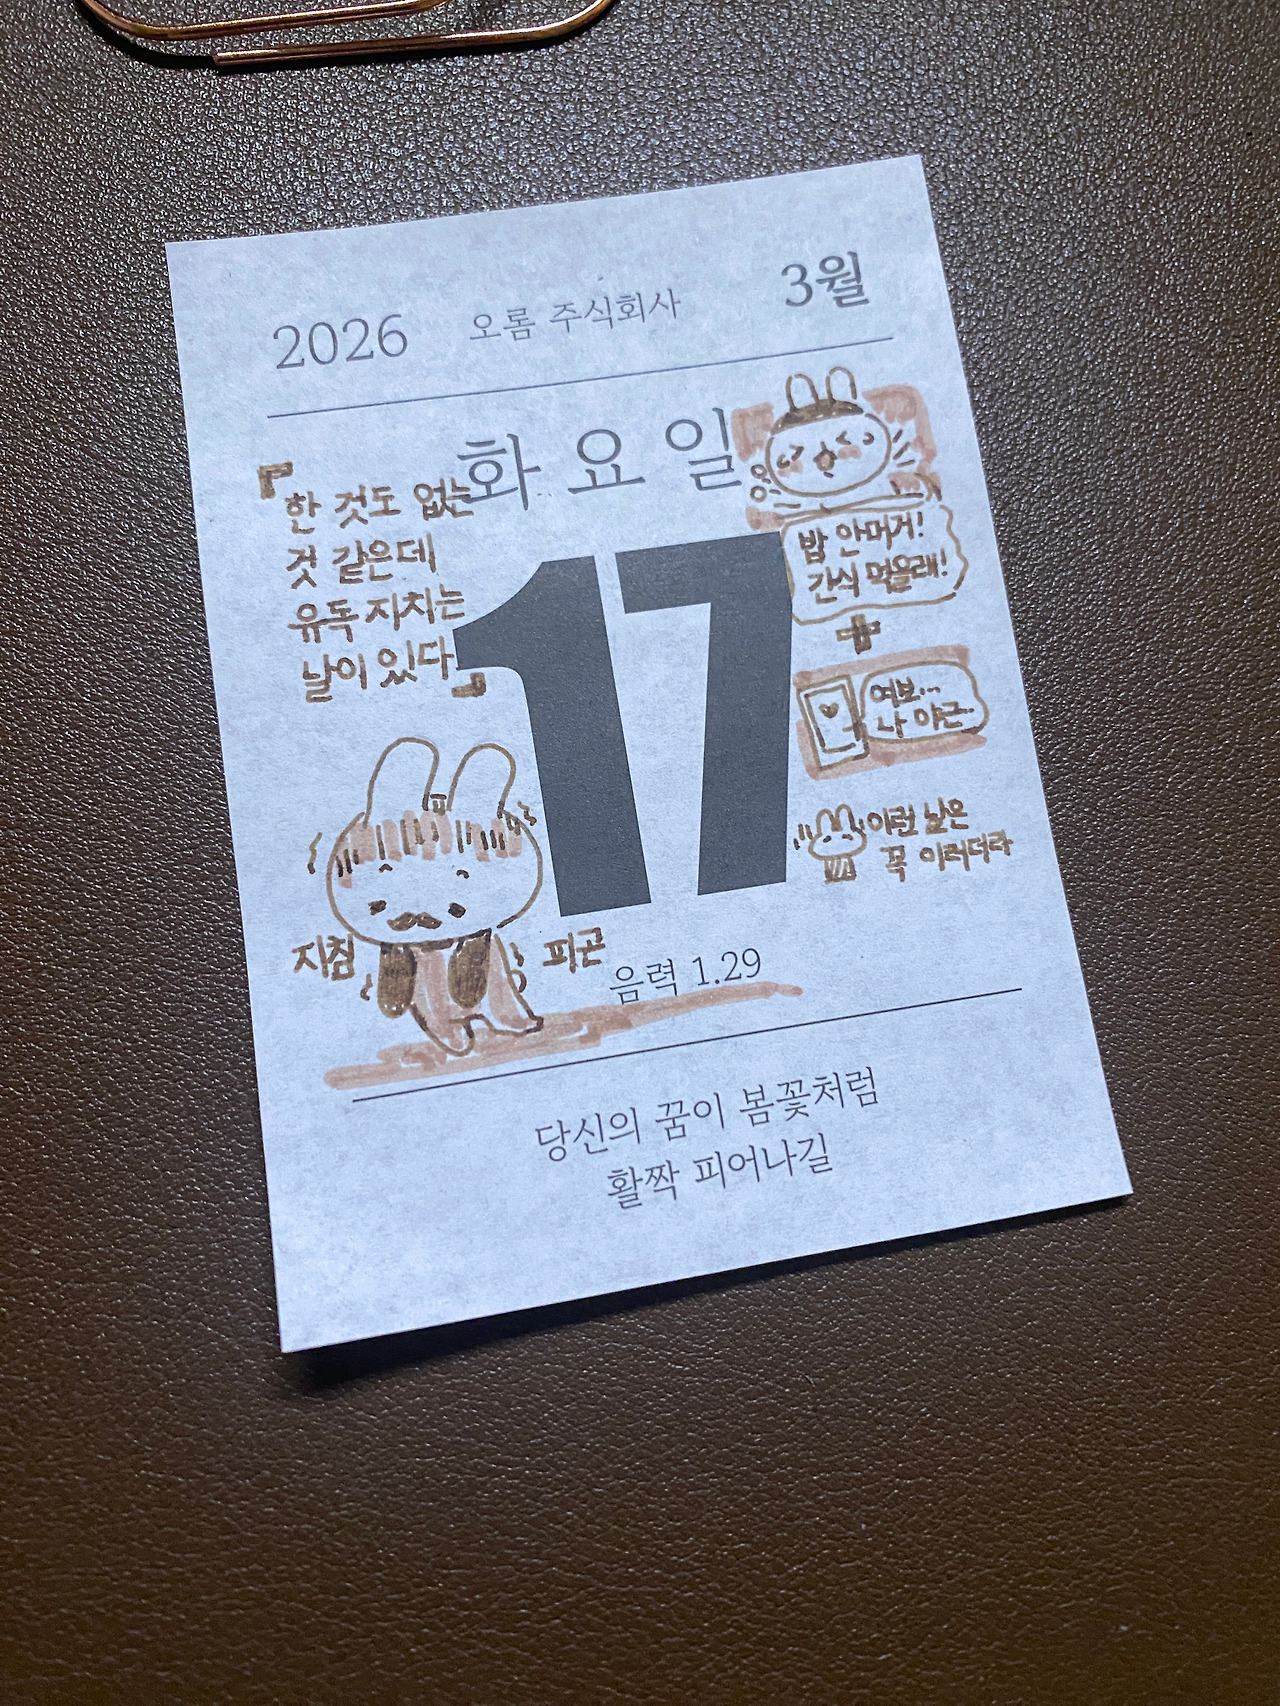 2026 오롬 주식회사 3월
화요일
『한 것도 없는
것 같은데
유독 지치는
날이 있다』
17
밥 안머거!
간식 먹을래!
+
여보...
나 야근..
이런 날은
꼭 이러더라
지침
피곤
음력 1.29
당신의 꿈이 봄꽃처럼
활짝 피어나길